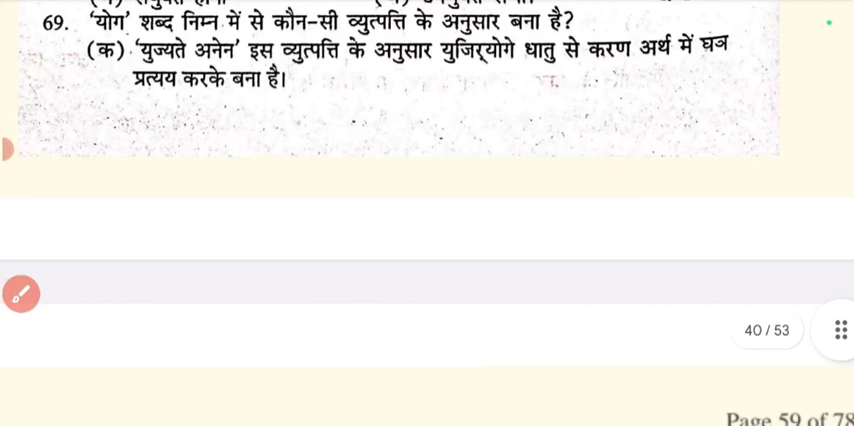 69. 'योग' शब्द निम्न में से कौन-सी व्युत्पत्ति के अनुसार बना है?
(क) 'युज्यते अनेन' इस व्युत्पत्ति के अनुसार युजिर्‌योगे धातु से करण अर्थ में घञ
प्रत्यय करके बना है।
40 / 53
Page 59 of 78